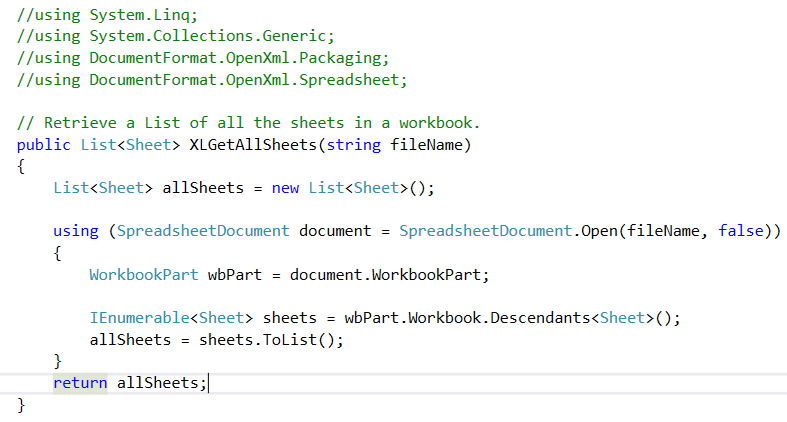 //using System.Linq;
//using System.Collections.Generic;
//using DocumentFormat.OpenXml.Packaging;
//using DocumentFormat.OpenXml.Spreadsheet;

// Retrieve a List of all the sheets in a workbook.
public List<Sheet> XLGetAllSheets(string fileName)
{
    List<Sheet> allSheets = new List<Sheet>();

    using (SpreadsheetDocument document = SpreadsheetDocument.Open(fileName, false))
    {
        WorkbookPart wbPart = document.WorkbookPart;

        IEnumerable<Sheet> sheets = wbPart.Workbook.Descendants<Sheet>();
        allSheets = sheets.ToList();
    }
    return allSheets;
}